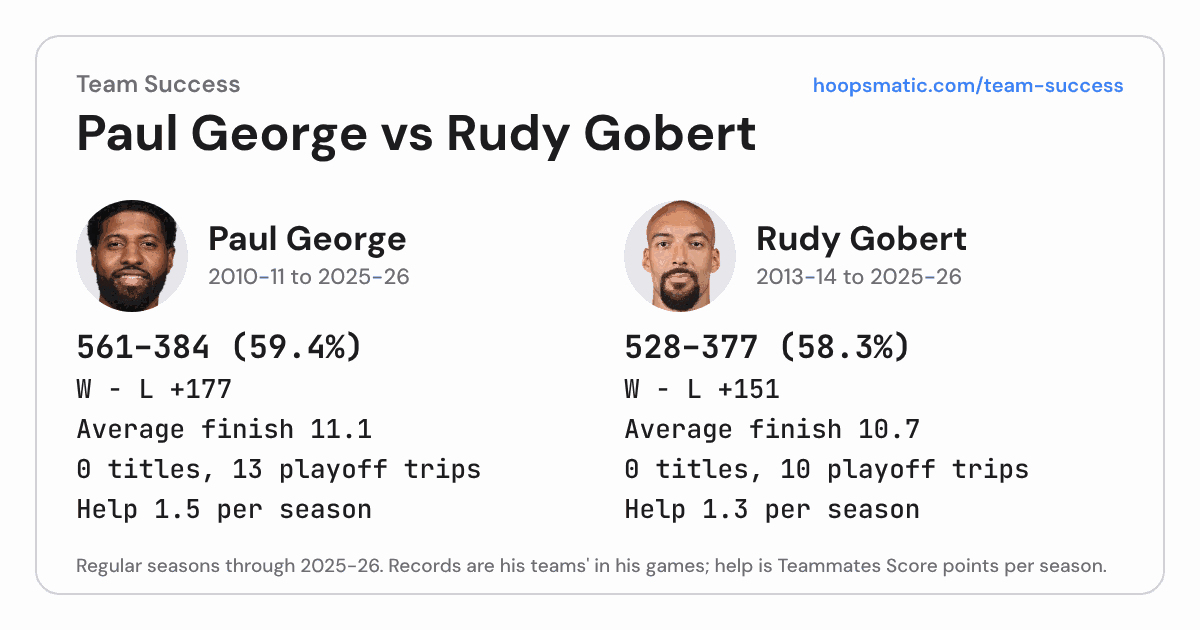 Team Success
hoopsmatic.com/team-success
Paul George vs Rudy Gobert
Paul George
2010-11 to 2025-26
561-384 (59.4%)
W - L +177
Average finish 11.1
0 titles, 13 playoff trips
Help 1.5 per season
Rudy Gobert
2013-14 to 2025-26
528-377 (58.3%)
W - L +151
Average finish 10.7
0 titles, 10 playoff trips
Help 1.3 per season
Regular seasons through 2025-26. Records are his teams' in his games; help is Teammates Score points per season.